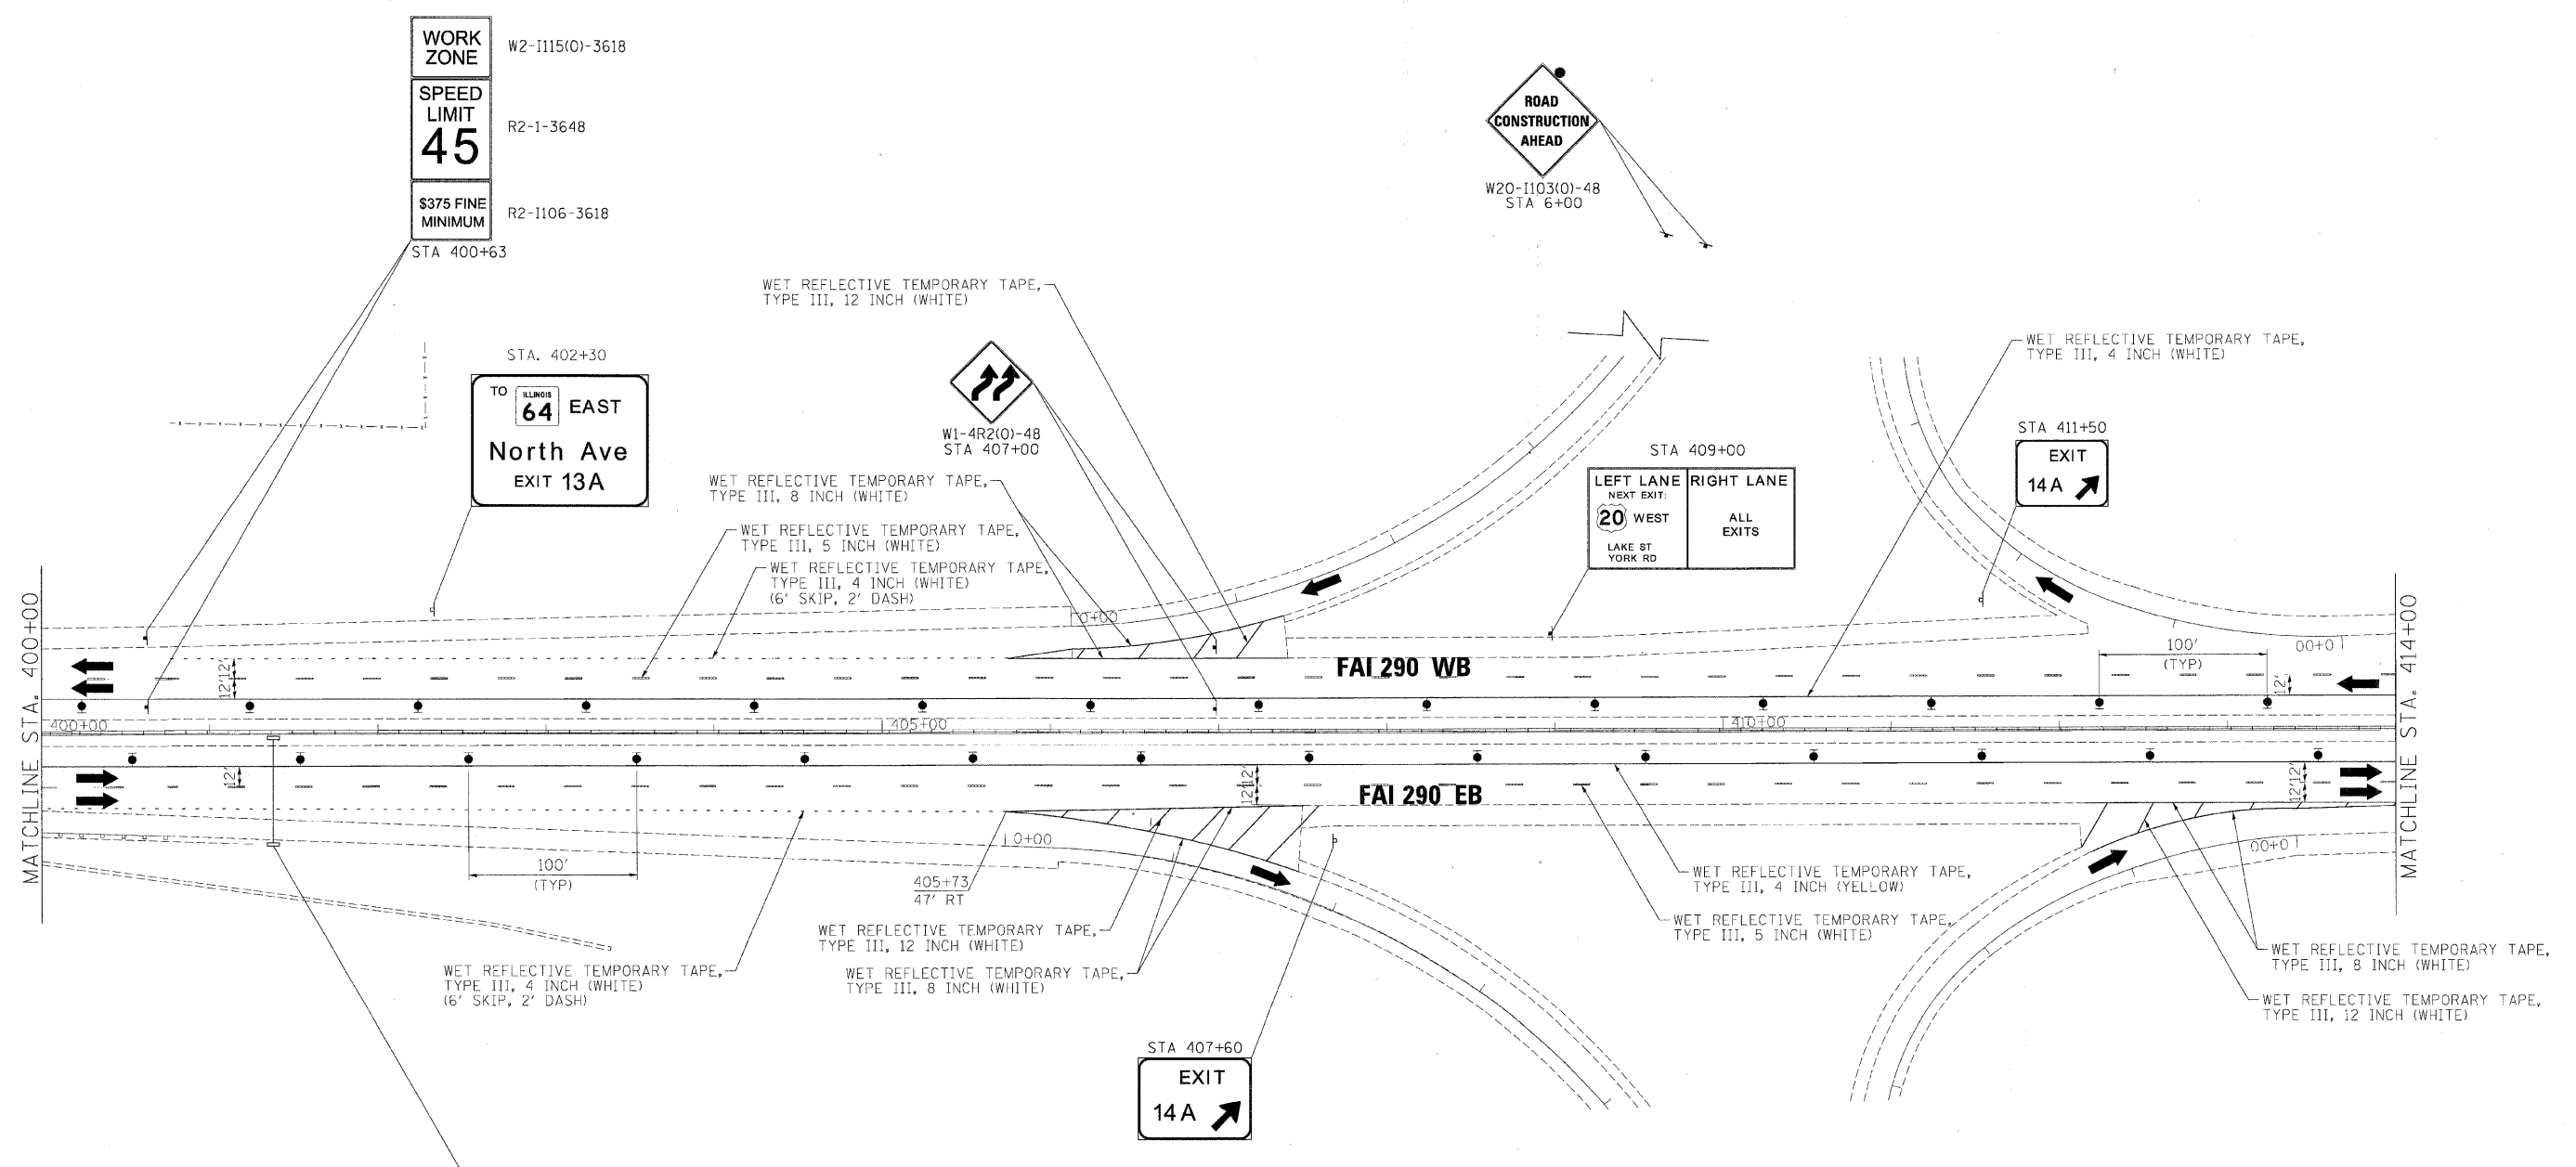 WORK
ZONE
W2-I115(O)-3618
SPEED
LIMIT
45
R2-1-3648
$375 FINE
MINIMUM
R2-I106-3618
STA 400+63
ROAD
CONSTRUCTION
AHEAD
W20-I103(O)-48
STA 6+00
WET REFLECTIVE TEMPORARY TAPE,
TYPE III, 12 INCH (WHITE)
WET REFLECTIVE TEMPORARY TAPE,
TYPE III, 4 INCH (WHITE)
STA. 402+30
TO ILLINOIS 64 EAST
North Ave
EXIT 13A
W1-4R2(O)-48
STA 407+00
STA 409+00
LEFT LANE
NEXT EXIT:
20 WEST
LAKE ST
YORK RD
RIGHT LANE
ALL
EXITS
STA 411+50
EXIT
14A
WET REFLECTIVE TEMPORARY TAPE,
TYPE III, 8 INCH (WHITE)
WET REFLECTIVE TEMPORARY TAPE,
TYPE III, 5 INCH (WHITE)
WET REFLECTIVE TEMPORARY TAPE,
TYPE III, 4 INCH (WHITE)
(6' SKIP, 2' DASH)
MATCHLINE STA. 400+00
0+00
12'
12'
FAI 290 WB
100'
(TYP)
0+00
12'
MATCHLINE STA. 414+00
400+00
405+00
410+00
12'
12'
12'
FAI 290 EB
12'
12'
100'
(TYP)
0+00
0+00
405+73
47' RT
WET REFLECTIVE TEMPORARY TAPE,
TYPE III, 4 INCH (YELLOW)
WET REFLECTIVE TEMPORARY TAPE,
TYPE III, 5 INCH (WHITE)
WET REFLECTIVE TEMPORARY TAPE,
TYPE III, 12 INCH (WHITE)
WET REFLECTIVE TEMPORARY TAPE,
TYPE III, 8 INCH (WHITE)
WET REFLECTIVE TEMPORARY TAPE,
TYPE III, 4 INCH (WHITE)
(6' SKIP, 2' DASH)
WET REFLECTIVE TEMPORARY TAPE,
TYPE III, 8 INCH (WHITE)
WET REFLECTIVE TEMPORARY TAPE,
TYPE III, 12 INCH (WHITE)
STA 407+60
EXIT
14A